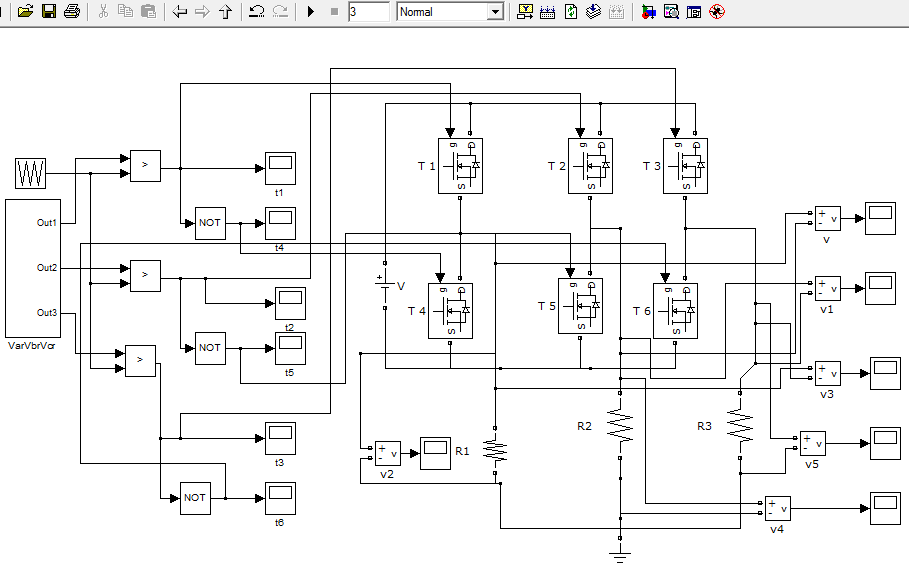 3
Normal
>
t1
NOT
t4
Out1
Out2
Out3
VarVbrVcr
>
t2
NOT
t5
>
t3
NOT
t6
T 1
g
D
S
T 2
g
D
S
T 3
g
D
S
+
V
T 4
g
D
S
T 5
g
D
S
T 6
g
D
S
+
-
v
v
+
-
v
v1
+
-
v
v3
+
-
v
v2
R1
R2
R3
+
-
v
v5
+
-
v
v4